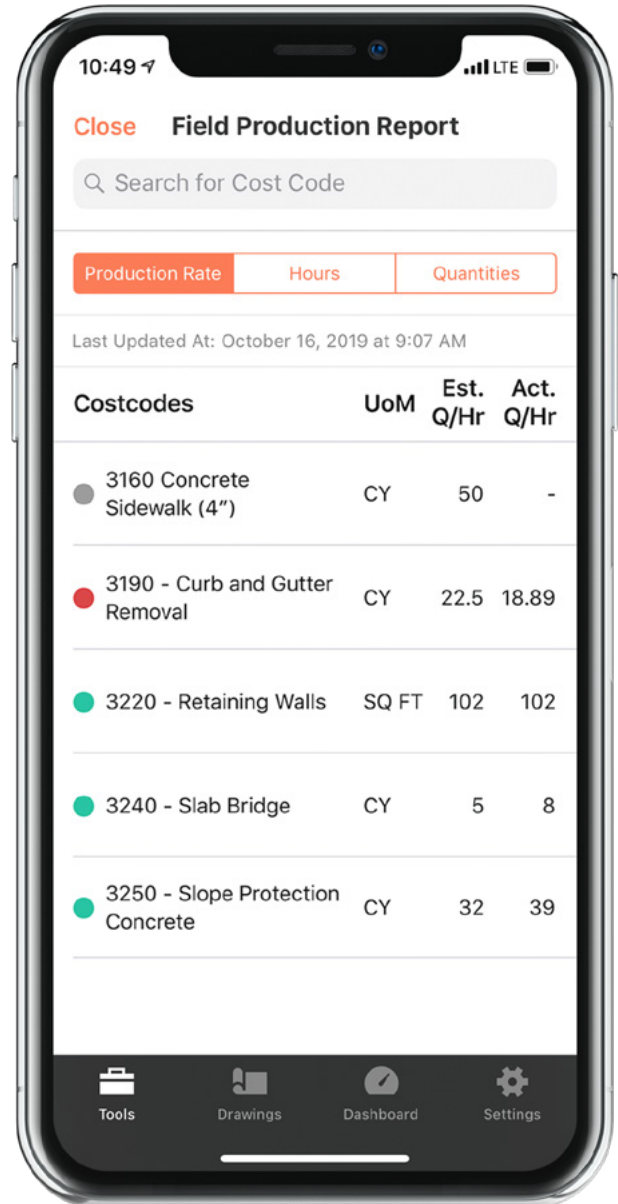 10:49 LTE
Close Field Production Report
Search for Cost Code
Production Rate Hours Quantities
Last Updated At: October 16, 2019 at 9:07 AM
Costcodes UoM Est. Q/Hr Act. Q/Hr
3160 Concrete
Sidewalk (4”) CY 50 -
3190 - Curb and Gutter
Removal CY 22.5 18.89
3220 - Retaining Walls SQ FT 102 102
3240 - Slab Bridge CY 5 8
3250 - Slope Protection
Concrete CY 32 39
Tools Drawings Dashboard Settings